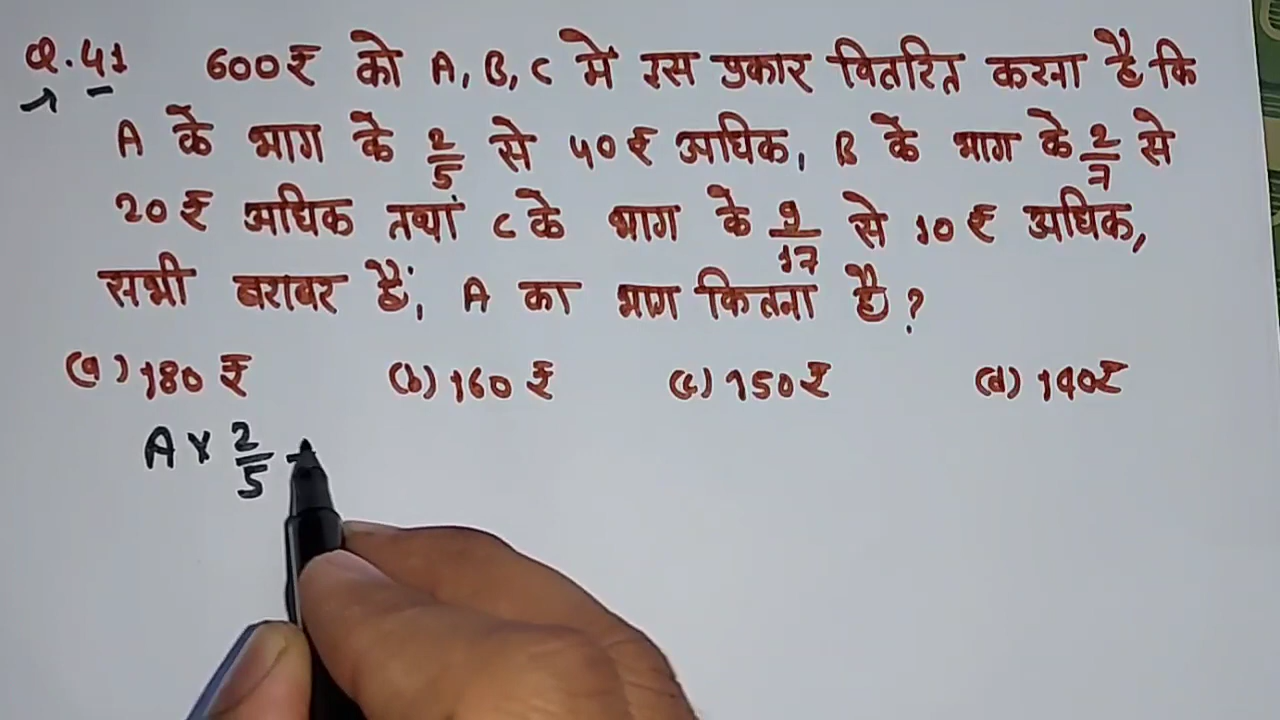 Q.41 600₹ को A, B, C में इस प्रकार वितरित करना है कि
A के भाग के 2/5 से 40₹ अधिक, B के भाग के 2/7 से
20₹ अधिक तथां C के भाग के 9/17 से 10₹ अधिक,
सभी बराबर हैं; A का भाग कितना है?
(a) 180₹ (b) 160₹ (c) 150₹ (d) 140₹
A × 2/5